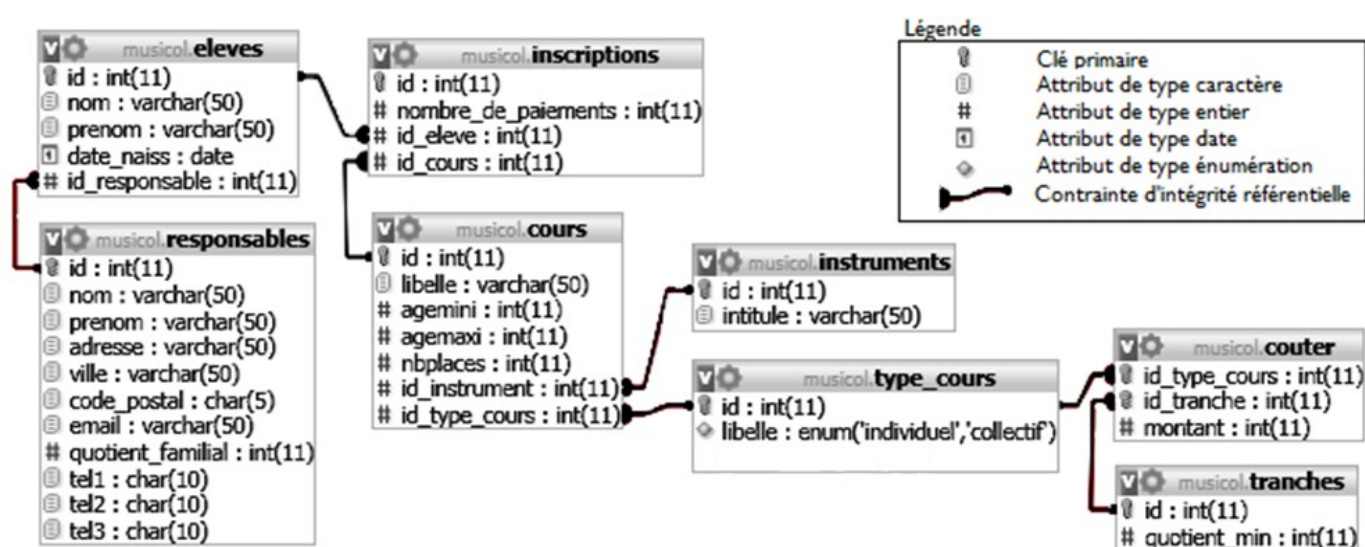 musicol.eleves
id : int(11)
nom : varchar(50)
prenom : varchar(50)
date_naiss : date
# id_responsable : int(11)
musicol.responsables
id : int(11)
nom : varchar(50)
prenom : varchar(50)
adresse : varchar(50)
ville : varchar(50)
code_postal : char(5)
email : varchar(50)
# quotient_familial : int(11)
tel1 : char(10)
tel2 : char(10)
tel3 : char(10)
musicol.inscriptions
id : int(11)
# nombre_de_paiements : int(11)
# id_eleve : int(11)
# id_cours : int(11)
musicol.cours
id : int(11)
libelle : varchar(50)
# agemini : int(11)
# agemaxi : int(11)
# nbplaces : int(11)
# id_instrument : int(11)
# id_type_cours : int(11)
musicol.instruments
id : int(11)
intitule : varchar(50)
musicol.type_cours
id : int(11)
libelle : enum('individuel','collectif')
musicol.couter
id_type_cours : int(11)
id_tranche : int(11)
# montant : int(11)
musicol.tranches
id : int(11)
# quotient_min : int(11)
Légende
Clé primaire
Attribut de type caractère
# Attribut de type entier
Attribut de type date
Attribut de type énumération
Contrainte d'intégrité référentielle